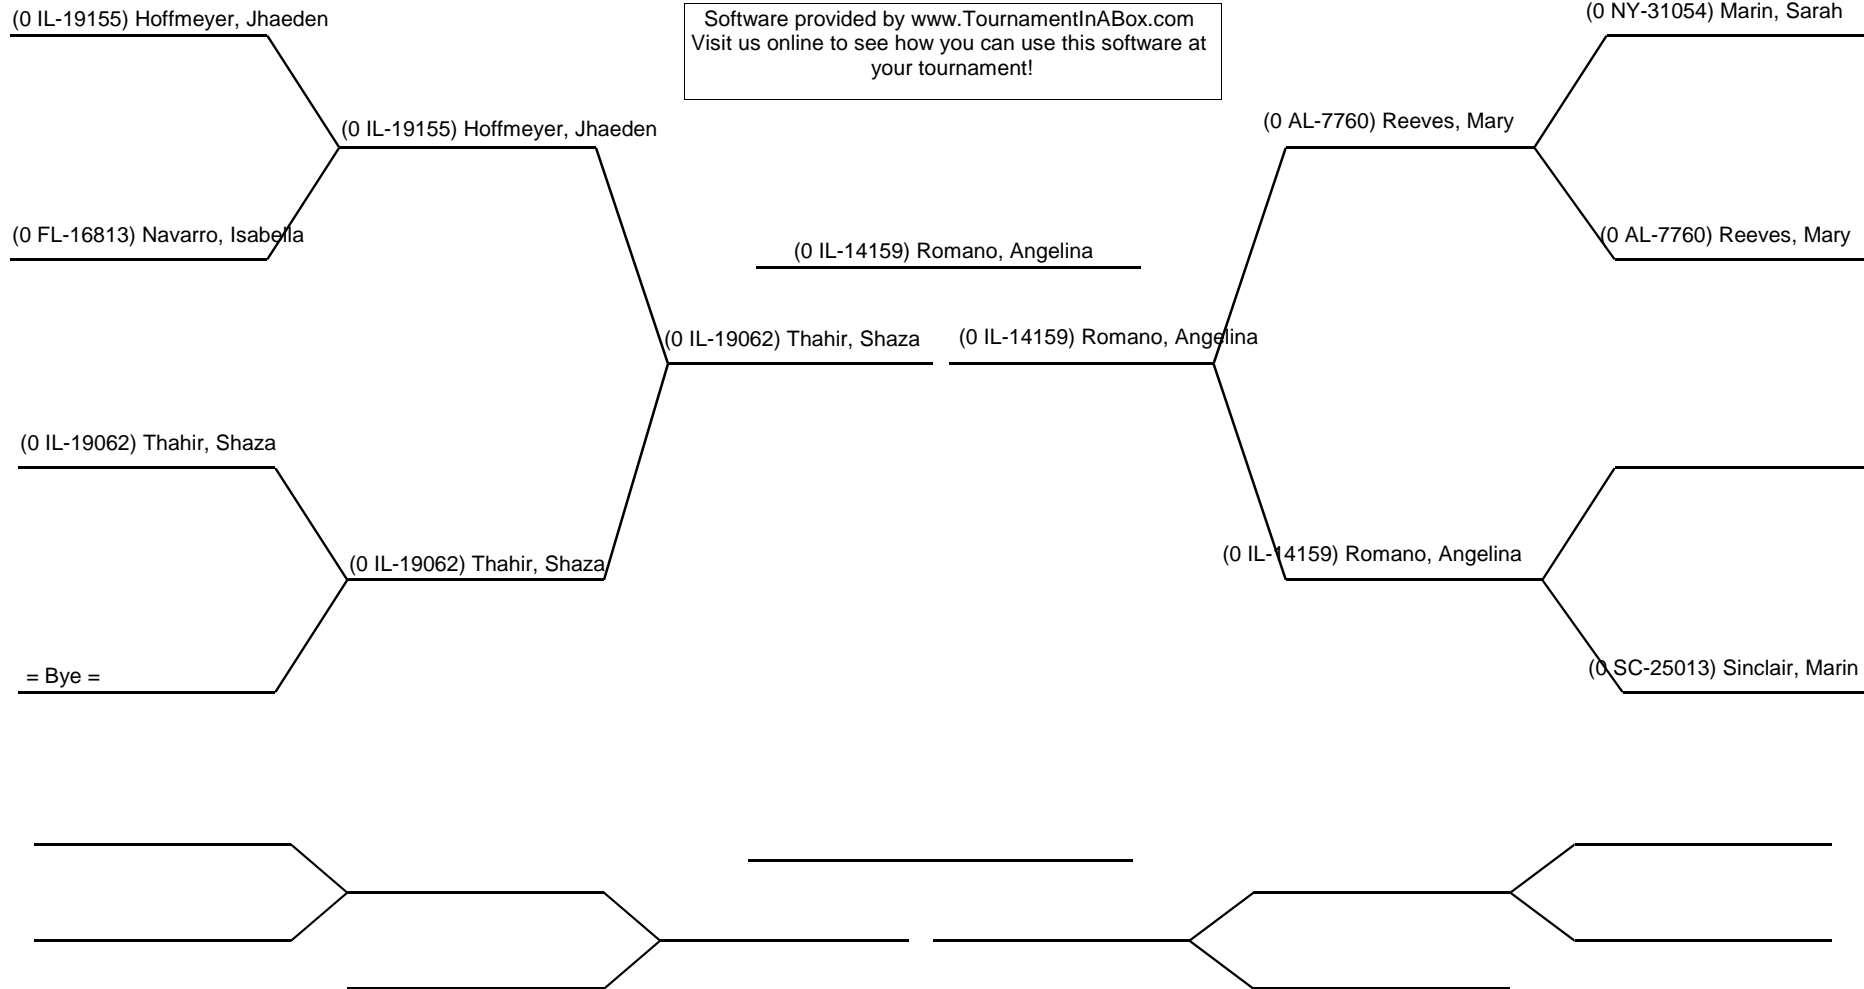 (0 IL-19155) Hoffmeyer, Jhaeden
Software provided by www.TournamentInABox.com
Visit us online to see how you can use this software at
your tournament!
(0 NY-31054) Marin, Sarah
(0 IL-19155) Hoffmeyer, Jhaeden
(0 AL-7760) Reeves, Mary
(0 FL-16813) Navarro, Isabella
(0 IL-14159) Romano, Angelina
(0 AL-7760) Reeves, Mary
(0 IL-19062) Thahir, Shaza
(0 IL-14159) Romano, Angelina
(0 IL-19062) Thahir, Shaza
(0 IL-19062) Thahir, Shaza
(0 IL-14159) Romano, Angelina
= Bye =
(0 SC-25013) Sinclair, Marin